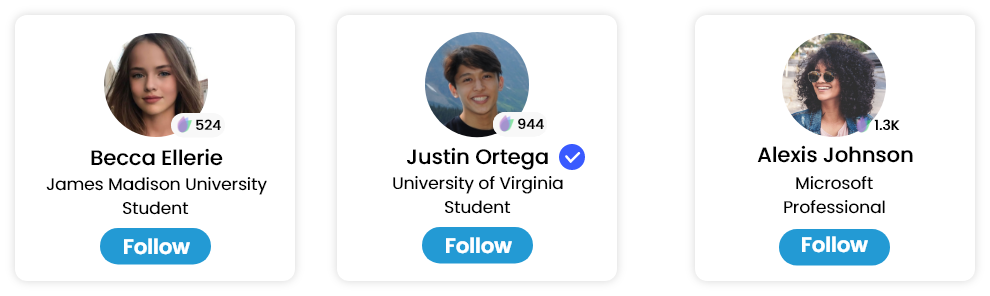 524
Becca Ellerie
James Madison University
Student
Follow
944
Justin Ortega
University of Virginia
Student
Follow
1.3K
Alexis Johnson
Microsoft
Professional
Follow